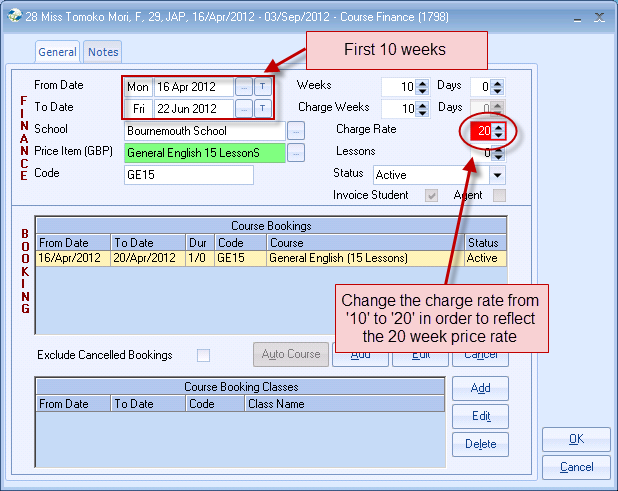 28 Miss Tomoko Mori, F, 29, JAP, 16/Apr/2012 - 03/Sep/2012 - Course Finance (1798)
General Notes
First 10 weeks
From Date Mon 16 Apr 2012 ... T Weeks 10 Days 0
To Date Fri 22 Jun 2012 ... T Charge Weeks 10 Days 0
School Bournemouth School ... Charge Rate 20
Price Item (GBP) General English 15 LessonS ... Lessons 0
Code GE15 Status Active
Invoice Student Agent
FINANCE
BOOKING
Course Bookings
From Date To Date Dur Code Course Status
16/Apr/2012 20/Apr/2012 1/0 GE15 General English (15 Lessons) Active
Change the charge rate from
'10' to '20' in order to reflect
the 20 week price rate
Exclude Cancelled Bookings Auto Course Add Edit Cancel
Course Booking Classes
From Date To Date Code Class Name
Add
Edit
Delete
OK
Cancel